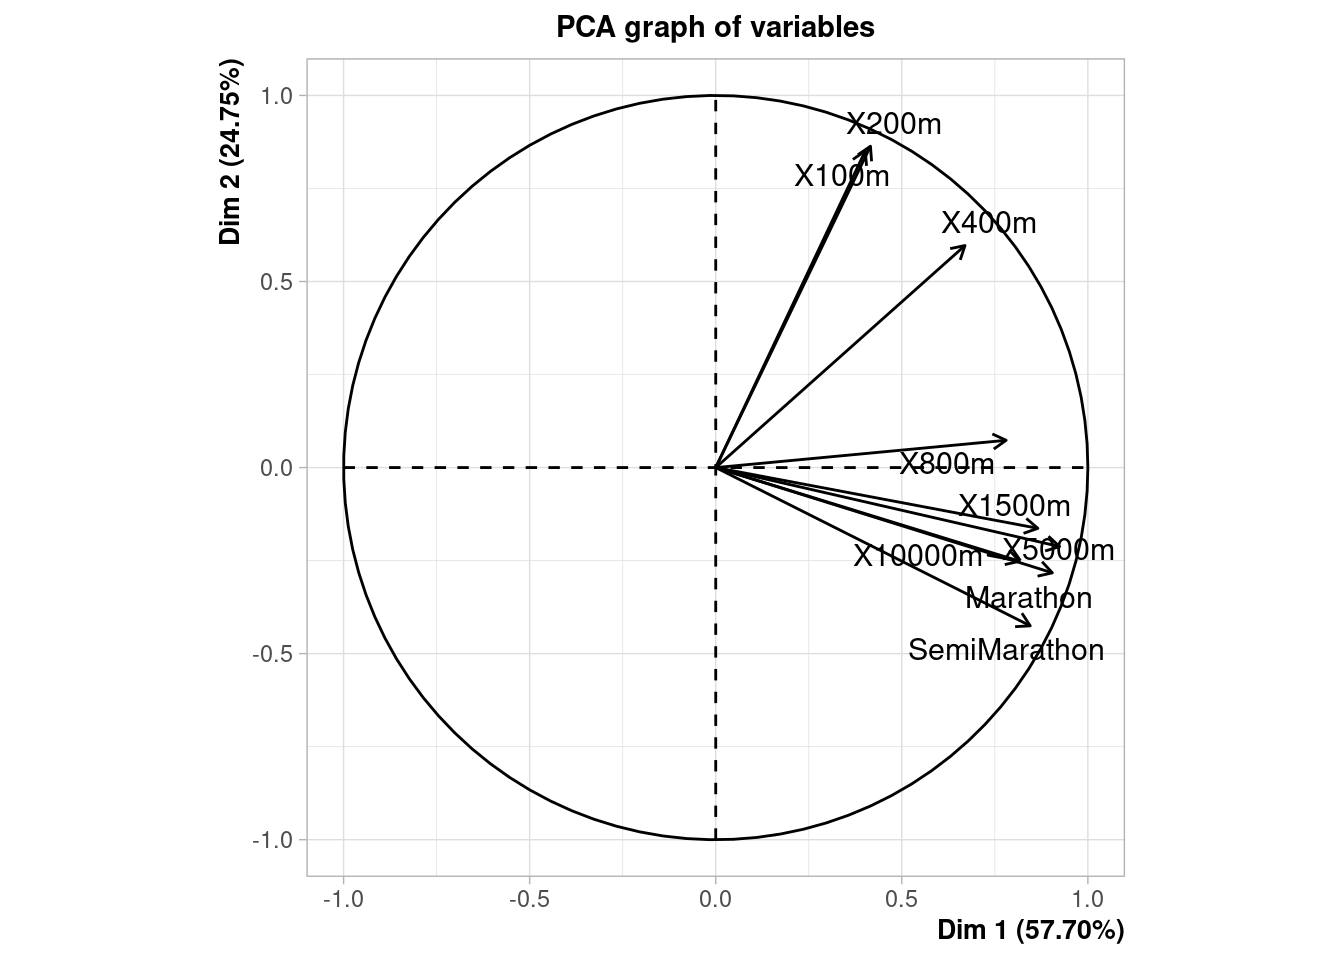 PCA graph of variables
Dim 2 (24.75%)
1.0
0.5
0.0
-0.5
-1.0
X200m
X100m
X400m
X800m
X1500m
X5000m
X10000m
Marathon
SemiMarathon
-1.0
-0.5
0.0
0.5
1.0
Dim 1 (57.70%)